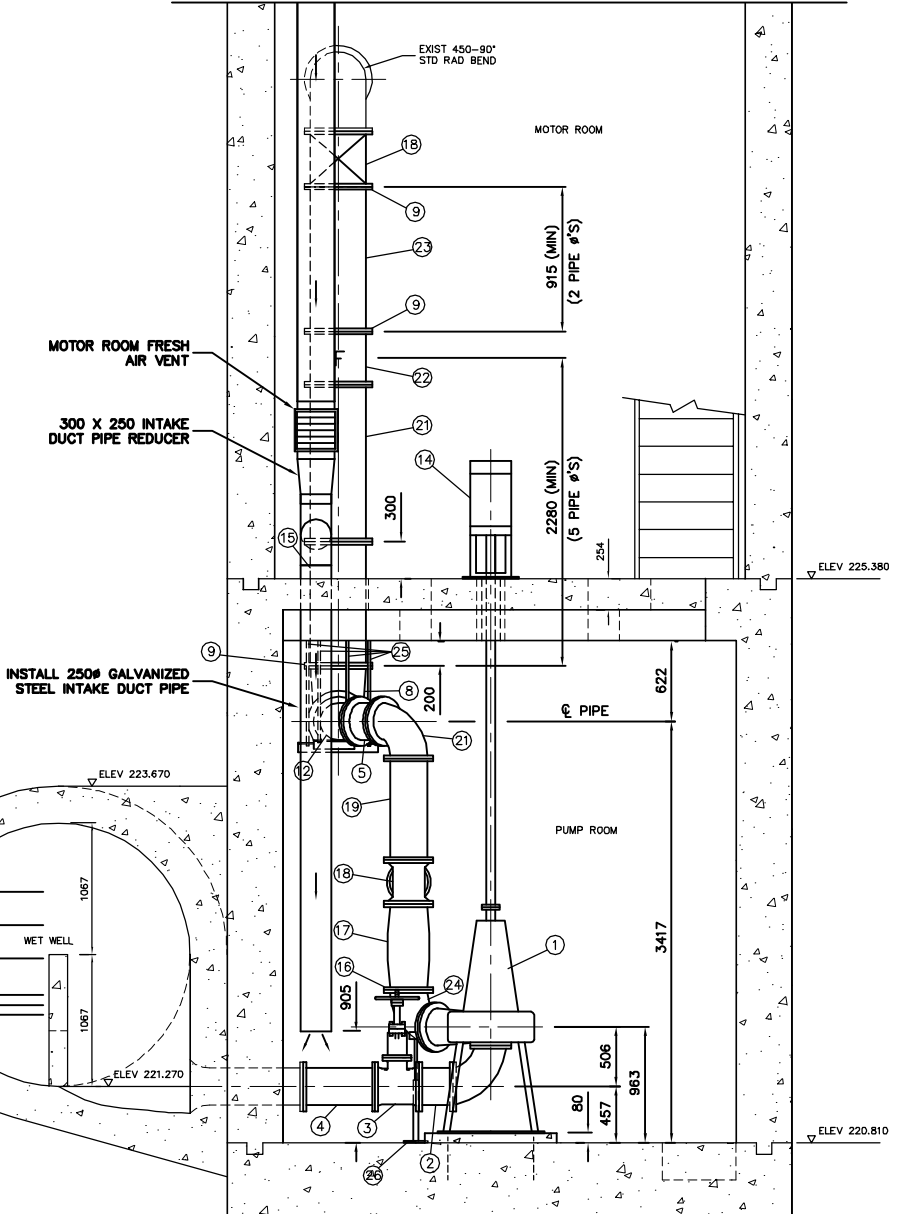 EXIST 450-90°
STD RAD BEND
MOTOR ROOM
18
9
23
915 (MIN)
(2 PIPE ø'S)
9
MOTOR ROOM FRESH
AIR VENT
22
300 X 250 INTAKE
DUCT PIPE REDUCER
21
14
300
2280 (MIN)
(5 PIPE ø'S)
15
254
ELEV 225.380
9
25
INSTALL 250ø GALVANIZED
STEEL INTAKE DUCT PIPE
8
200
622
℄ PIPE
21
12
5
ELEV 223.670
19
PUMP ROOM
18
1067
WET WELL
17
1
3417
16
24
905
1067
506
963
ELEV 221.270
80
457
4
3
2
ELEV 220.810